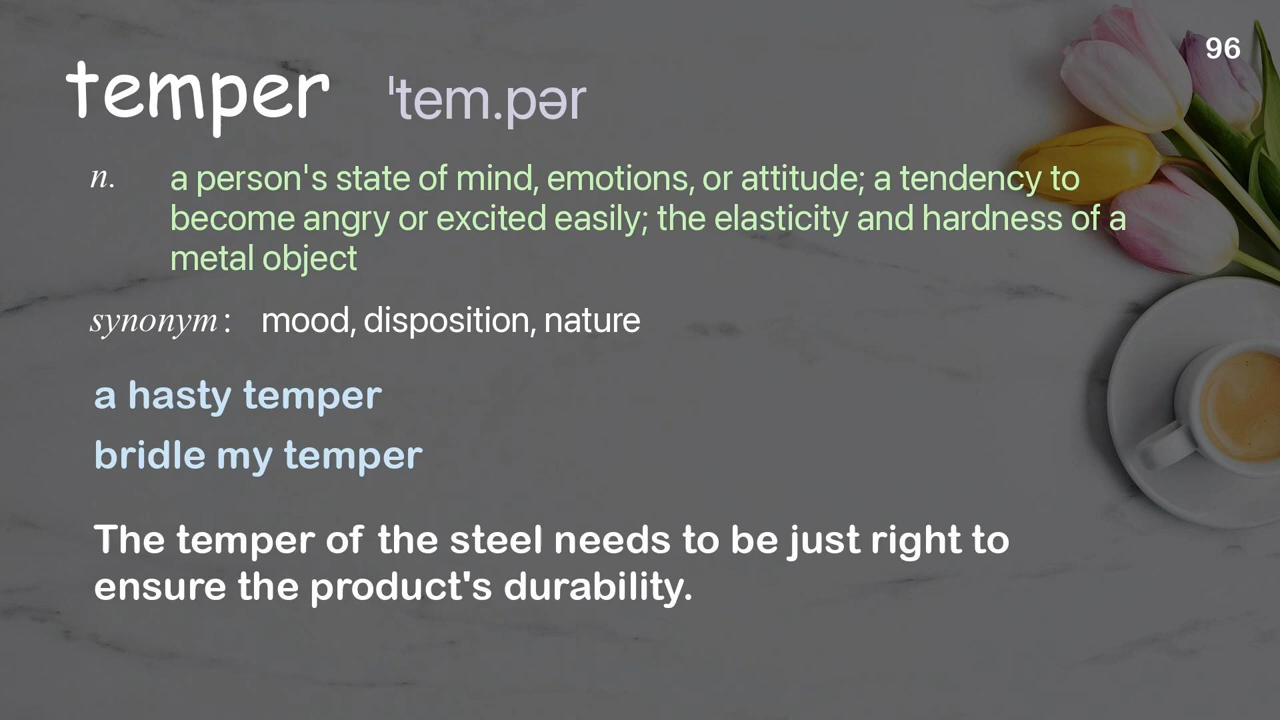 96
temper ˈtem.pər
n. a person's state of mind, emotions, or attitude; a tendency to
become angry or excited easily; the elasticity and hardness of a
metal object
synonym: mood, disposition, nature
a hasty temper
bridle my temper
The temper of the steel needs to be just right to
ensure the product's durability.